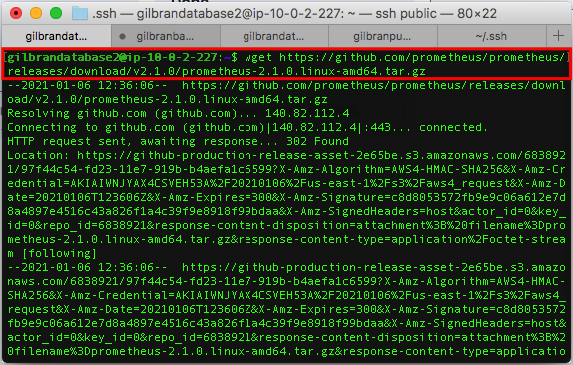 .ssh — gilbrandatabase2@ip-10-0-2-227: ~ — ssh public — 80×22
gilbrandat... gilbranba... gilbrandat... gilbranpu... ~/.ssh
gilbrandatabase2@ip-10-0-2-227:~$ wget https://github.com/prometheus/prometheus/
releases/download/v2.1.0/prometheus-2.1.0.linux-amd64.tar.gz
--2021-01-06 12:36:06-- https://github.com/prometheus/prometheus/releases/downl
oad/v2.1.0/prometheus-2.1.0.linux-amd64.tar.gz
Resolving github.com (github.com)... 140.82.112.4
Connecting to github.com (github.com)|140.82.112.4|:443... connected.
HTTP request sent, awaiting response... 302 Found
Location: https://github-production-release-asset-2e65be.s3.amazonaws.com/683892
1/97f44c54-fd23-11e7-919b-b4aefa1c6599?X-Amz-Algorithm=AWS4-HMAC-SHA256&X-Amz-Cr
edential=AKIAIWNJYAX4CSVEH53A%2F20210106%2Fus-east-1%2Fs3%2Faws4_request&X-Amz-D
ate=20210106T123606Z&X-Amz-Expires=300&X-Amz-Signature=c8d8053572fb9e9c06a612e7d
8a4897e4516c43a826f1a4c39f9e8918f99bdaa&X-Amz-SignedHeaders=host&actor_id=0&key_
id=0&repo_id=6838921&response-content-disposition=attachment%3B%20filename%3Dpro
metheus-2.1.0.linux-amd64.tar.gz&response-content-type=application%2Foctet-strea
m [following]
--2021-01-06 12:36:06-- https://github-production-release-asset-2e65be.s3.amazo
naws.com/6838921/97f44c54-fd23-11e7-919b-b4aefa1c6599?X-Amz-Algorithm=AWS4-HMAC-
SHA256&X-Amz-Credential=AKIAIWNJYAX4CSVEH53A%2F20210106%2Fus-east-1%2Fs3%2Faws4_
request&X-Amz-Date=20210106T123606Z&X-Amz-Expires=300&X-Amz-Signature=c8d8053572
fb9e9c06a612e7d8a4897e4516c43a826f1a4c39f9e8918f99bdaa&X-Amz-SignedHeaders=host&
actor_id=0&key_id=0&repo_id=6838921&response-content-disposition=attachment%3B%2
0filename%3Dprometheus-2.1.0.linux-amd64.tar.gz&response-content-type=applicatio